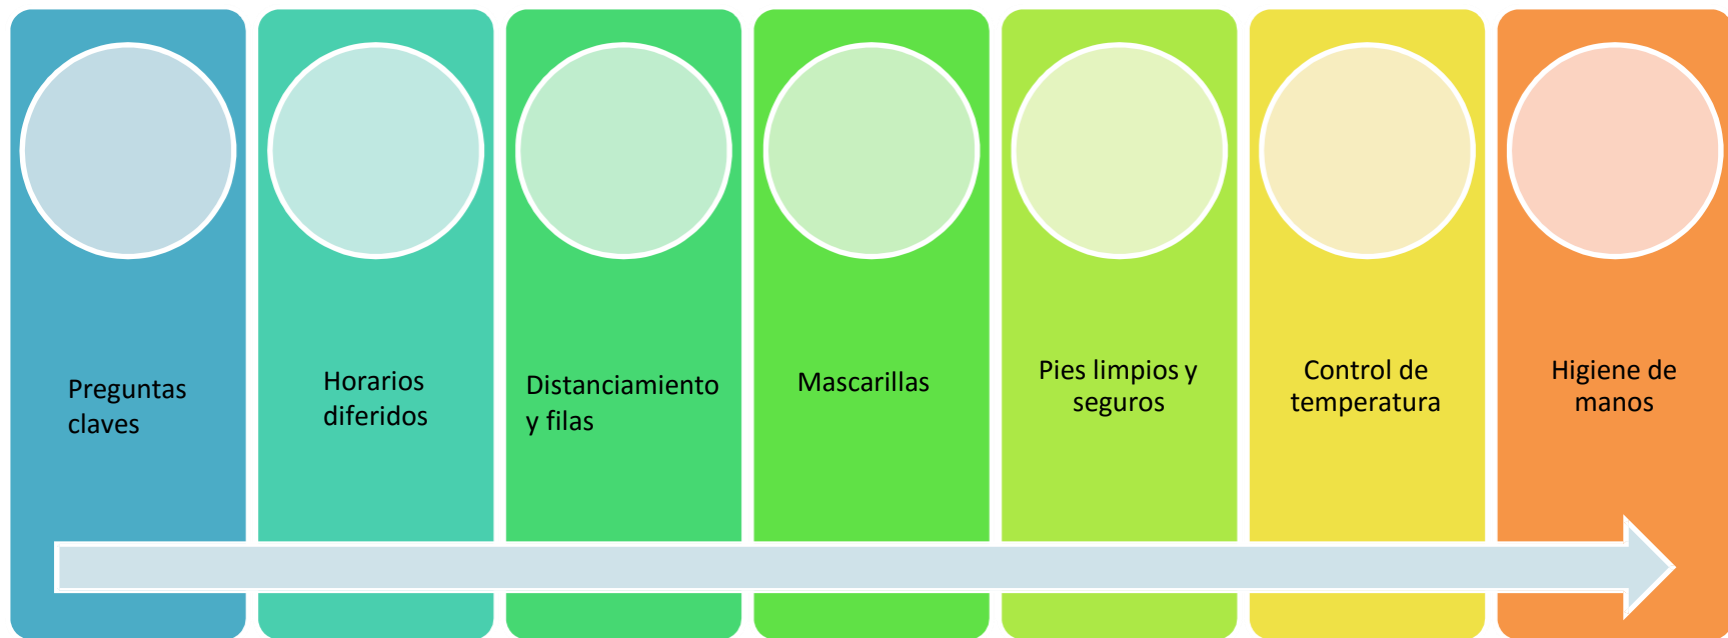 Preguntas
claves
Horarios
diferidos
Distanciamiento
y filas
Mascarillas
Pies limpios y
seguros
Control de
temperatura
Higiene de
manos